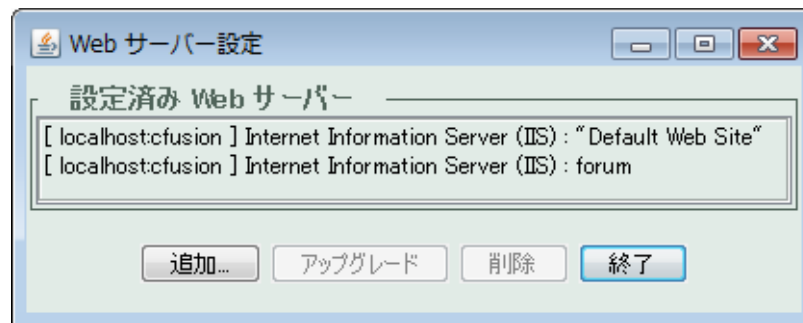 Web サーバー設定
設定済み Web サーバー
[ localhost:cfusion ] Internet Information Server (IIS) : "Default Web Site"
[ localhost:cfusion ] Internet Information Server (IIS) : forum
追加... アップグレード 削除 終了